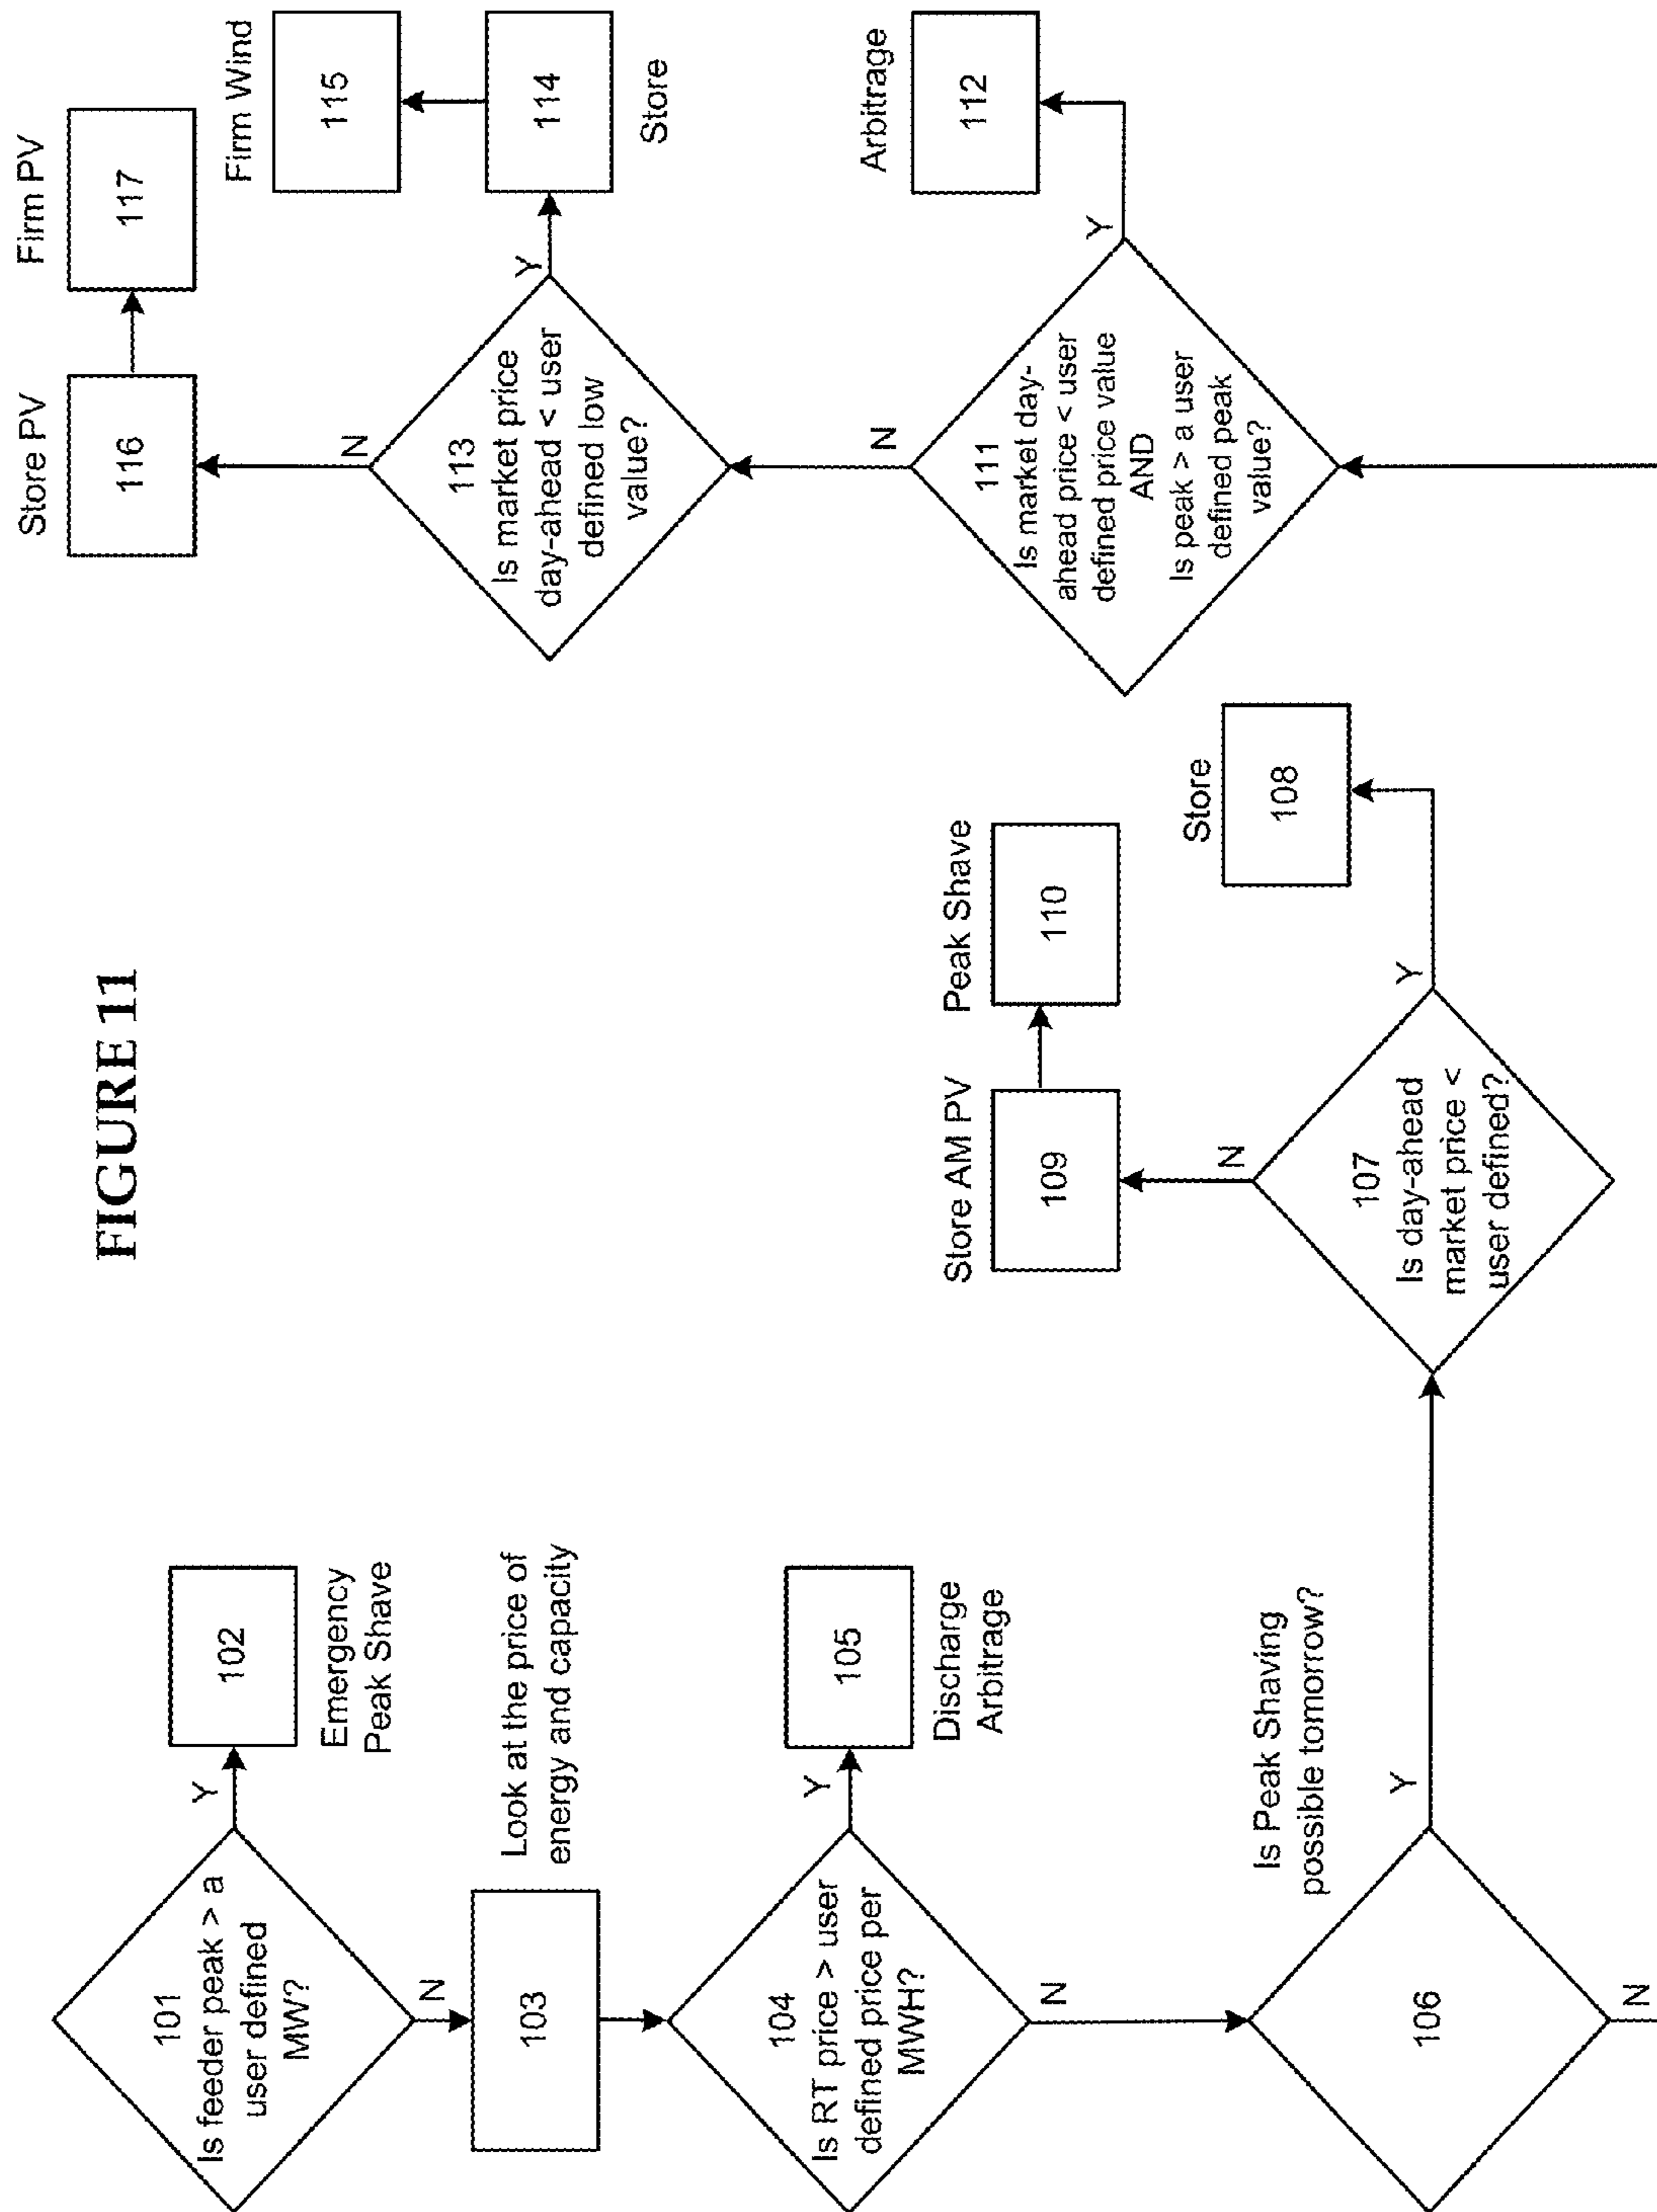 FIGURE 11
101
Is feeder peak > a
user defined
MW?
Y
N
102
Emergency
Peak Shave
Look at the price of
energy and capacity
103
104
Is RT price > user
defined price per
MWH?
Y
N
105
Discharge
Arbitrage
Is Peak Shaving
possible tomorrow?
106
Y
N
107
Is day-ahead
market price <
user defined?
Y
N
Store
108
Store AM PV
109
Peak Shave
110
111
Is market day-
ahead price < user
defined price value
AND
Is peak > a user
defined peak
value?
Y
N
Arbitrage
112
113
Is market price
day-ahead < user
defined low
value?
Y
N
114
Store
Firm Wind
115
Store PV
116
Firm PV
117